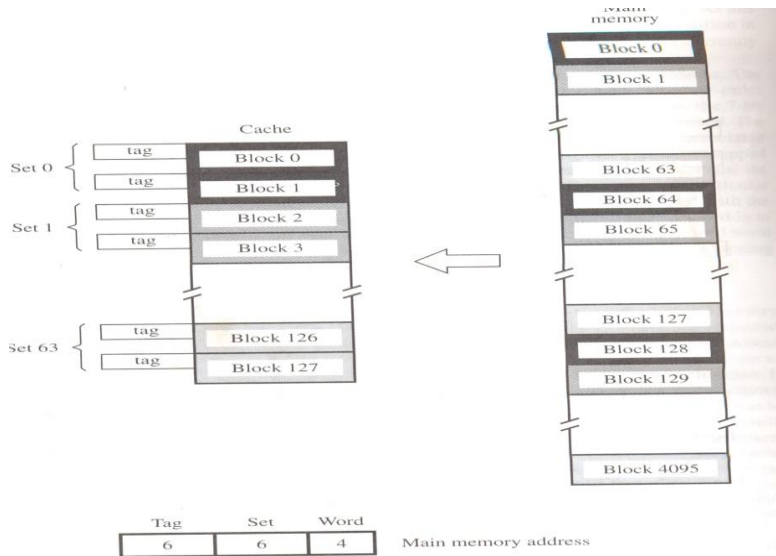 Main
memory
Block 0
Block 1
Block 63
Block 64
Block 65
Block 127
Block 128
Block 129
Block 4095
Cache
Set 0
tag
Block 0
tag
Block 1
Set 1
tag
Block 2
tag
Block 3
Set 63
tag
Block 126
tag
Block 127
Tag Set Word
6 6 4 Main memory address